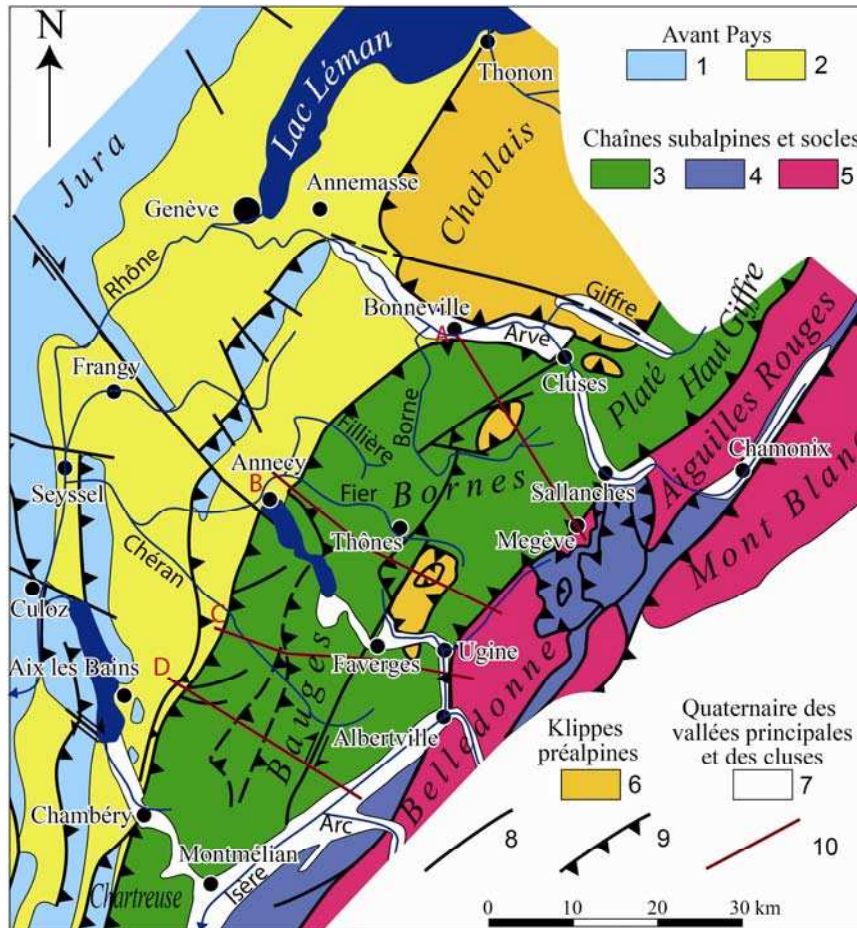 N
Avant Pays
1
2
Chaînes subalpines et socles
3
4
5
Thonon
Lac Léman
Jura
Chablais
Annemasse
Genève
Rhône
Giffre
Bonneville
A
Arve
Cluses
Platé
Haut Giffre
Frangy
Fillière
Borne
Aiguilles Rouges
Chamonix
Annecy
B
Fier
Bornes
Sallanches
Seyssel
Thônes
Megève
Mont Blanc
Chéran
Culoz
C
Faverges
Ugine
Aix les Bains
D
Bauges
Albertville
Belledonne
Klippes
préalpines
6
Quaternaire des
vallées principales
et des cluses
7
Chambéry
Arc
8
9
10
Montmélian
Isère
Chartreuse
0 10 20 30 km